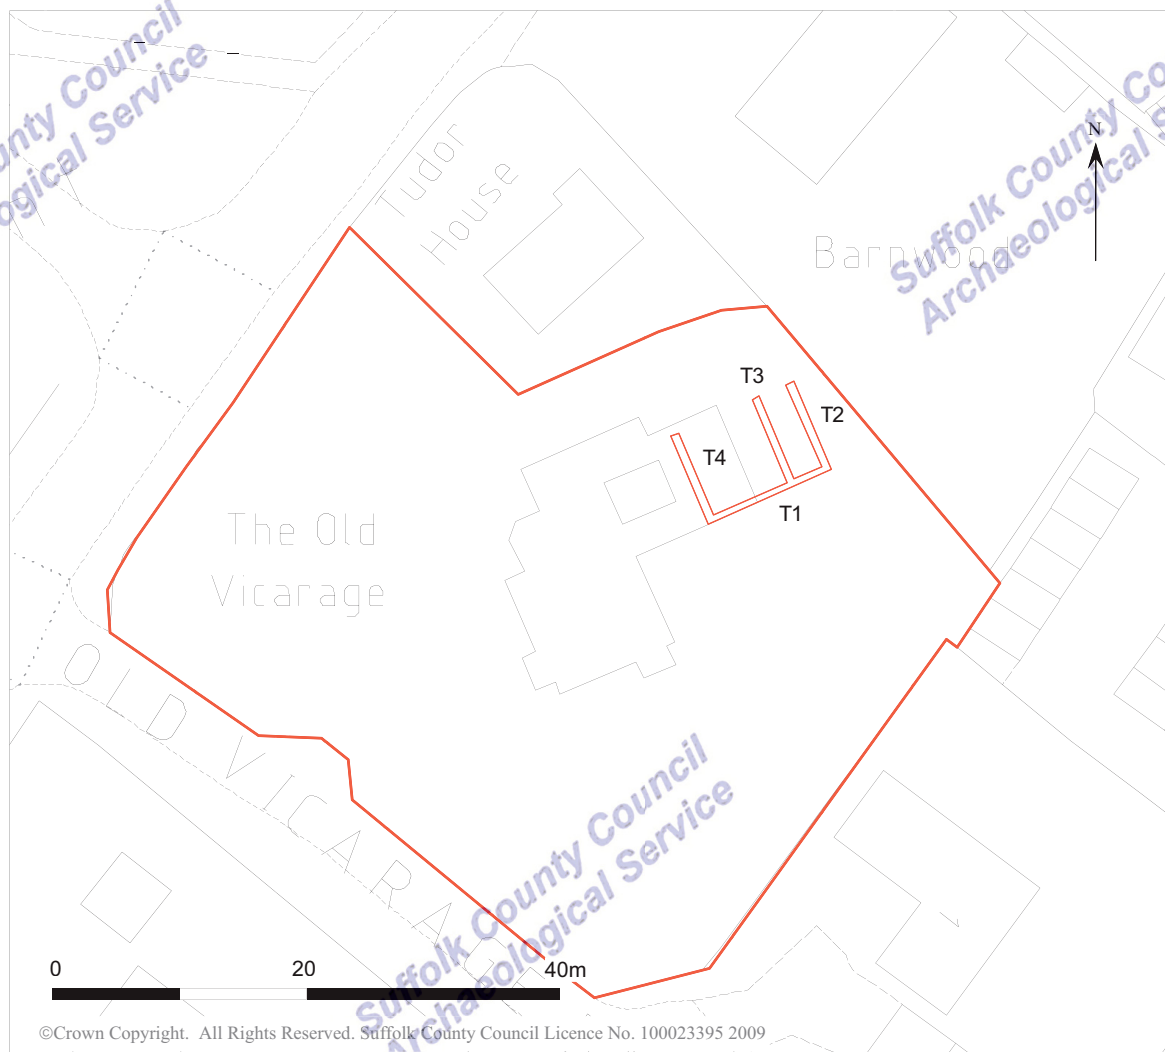 Suffolk County Council
Archaeological Service
N
Tudor
House
Barnwood
T3
T2
T4
T1
The Old
Vicarage
OLD VICARAG
Suffolk County Council
Archaeological Service
0 20 40m
©Crown Copyright. All Rights Reserved. Suffolk County Council Licence No. 100023395 2009